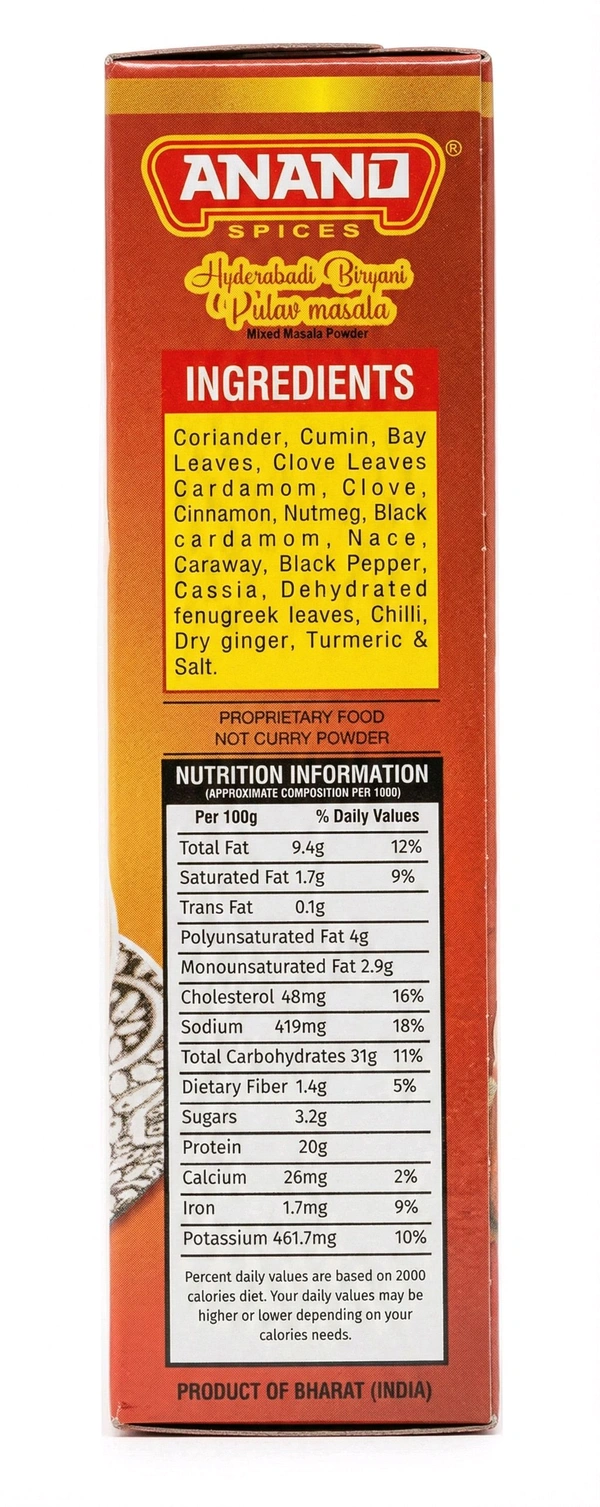 ANAND®
SPICES
Hyderabadi Biryani
Pulav masala
Mixed Masala Powder
INGREDIENTS
Coriander, Cumin, Bay
Leaves, Clove Leaves
Cardamom, Clove,
Cinnamon, Nutmeg, Black
cardamom, Nace,
Caraway, Black Pepper,
Cassia, Dehydrated
fenugreek leaves, Chilli,
Dry ginger, Turmeric &
Salt.
PROPRIETARY FOOD
NOT CURRY POWDER
NUTRITION INFORMATION
(APPROXIMATE COMPOSITION PER 1000)
Per 100g % Daily Values
Total Fat 9.4g 12%
Saturated Fat 1.7g 9%
Trans Fat 0.1g
Polyunsaturated Fat 4g
Monounsaturated Fat 2.9g
Cholesterol 48mg 16%
Sodium 419mg 18%
Total Carbohydrates 31g 11%
Dietary Fiber 1.4g 5%
Sugars 3.2g
Protein 20g
Calcium 26mg 2%
Iron 1.7mg 9%
Potassium 461.7mg 10%
Percent daily values are based on 2000
calories diet. Your daily values may be
higher or lower depending on your
calories needs.
PRODUCT OF BHARAT (INDIA)